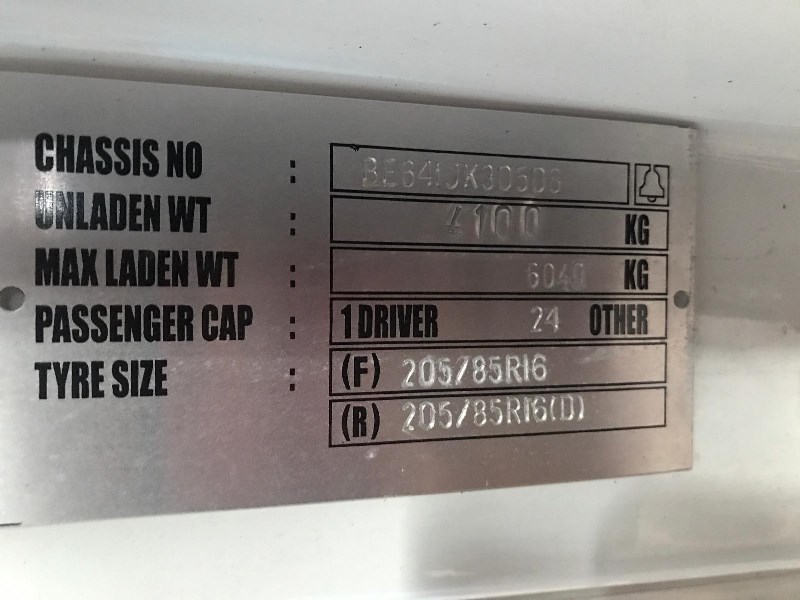 CHASSIS NO : BE64IJK30506
UNLADEN WT : 4100 KG
MAX LADEN WT : 6040 KG
PASSENGER CAP : 1 DRIVER 24 OTHER
TYRE SIZE : (F) 205/85R16
(R) 205/85R16(D)